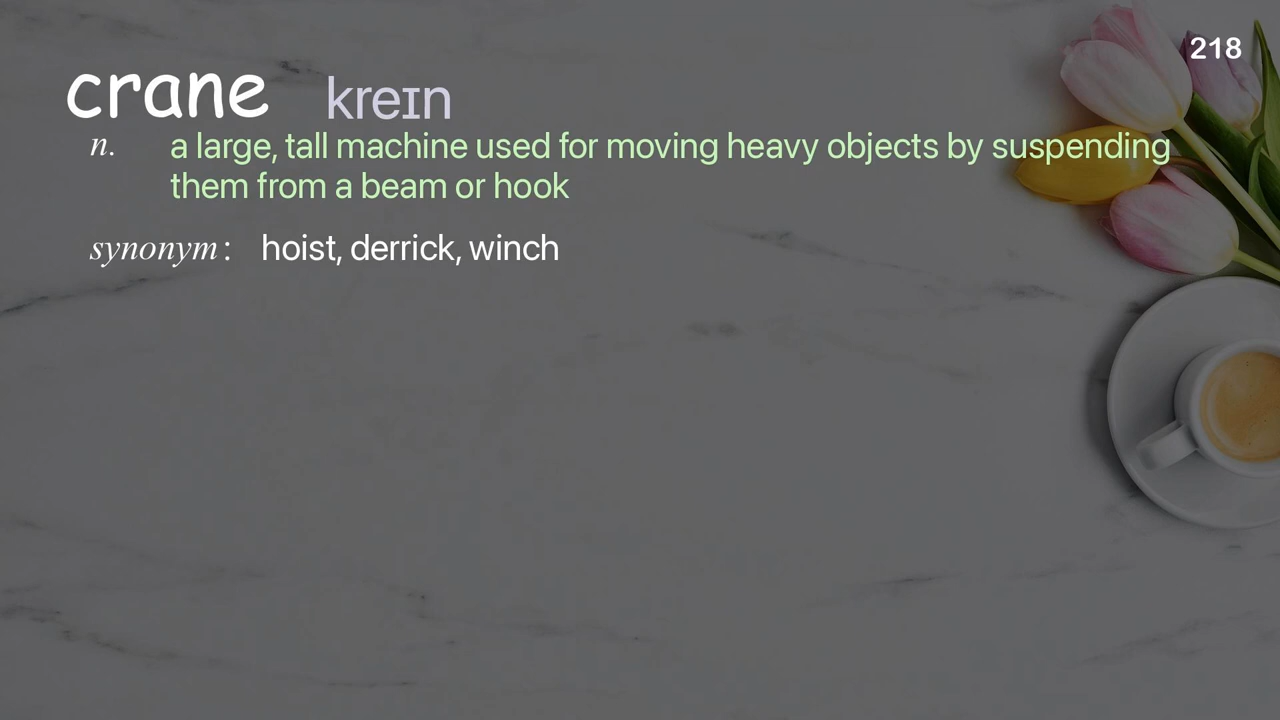 218
crane kreɪn
n. a large, tall machine used for moving heavy objects by suspending
them from a beam or hook
synonym: hoist, derrick, winch